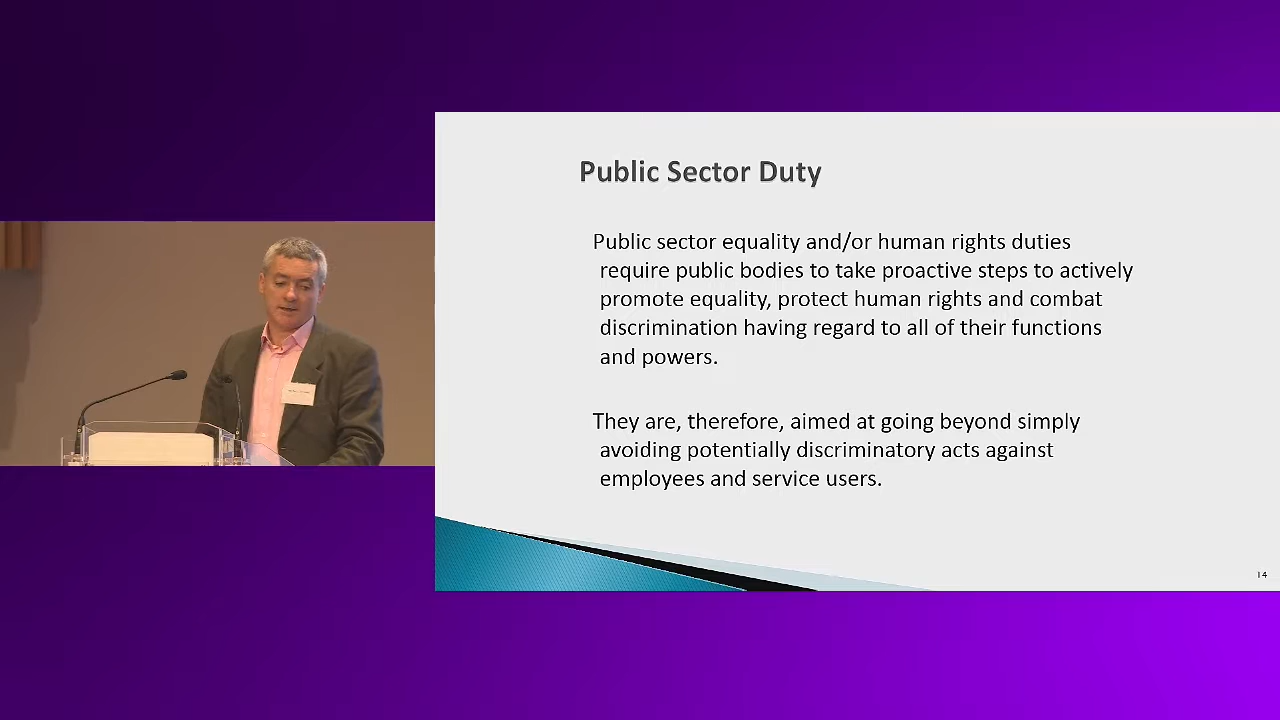 Public Sector Duty
Public sector equality and/or human rights duties
require public bodies to take proactive steps to actively
promote equality, protect human rights and combat
discrimination having regard to all of their functions
and powers.
They are, therefore, aimed at going beyond simply
avoiding potentially discriminatory acts against
employees and service users.
14